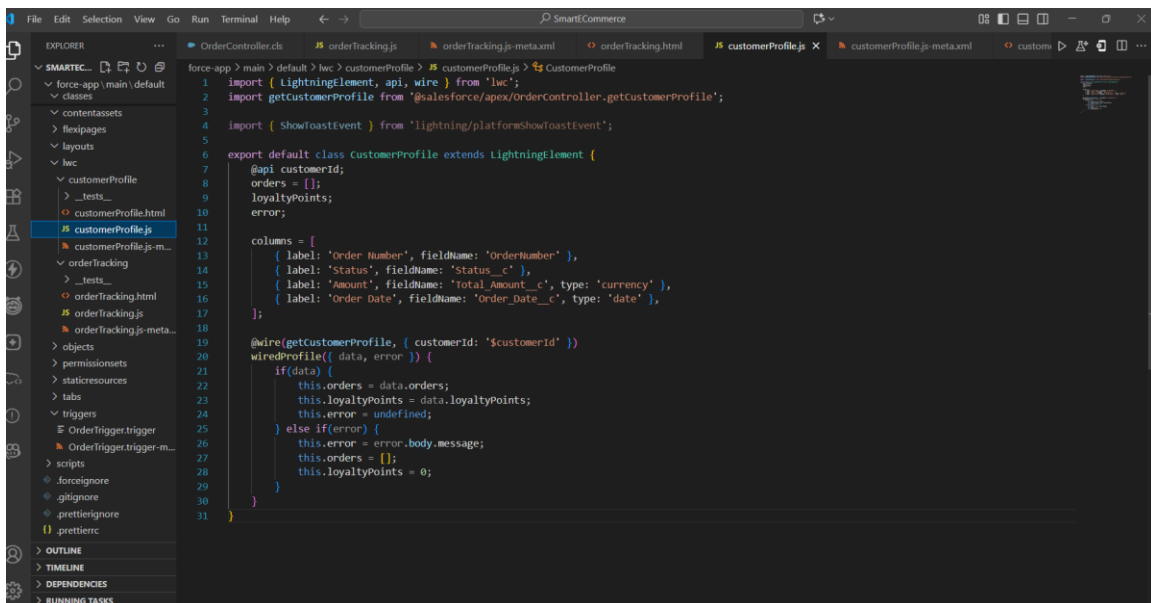 File Edit Selection View Go Run Terminal Help
SmartECommerce
EXPLORER
SMARTEC...
force-app \ main \ default
classes
contentassets
flexipages
layouts
lwc
customerProfile
__tests__
customerProfile.html
JS customerProfile.js
customerProfile.js-m...
orderTracking
__tests__
orderTracking.html
JS orderTracking.js
orderTracking.js-meta...
objects
permissionsets
staticresources
tabs
triggers
OrderTrigger.trigger
OrderTrigger.trigger-m...
scripts
.forceignore
.gitignore
.prettierignore
{} .prettierrc
OUTLINE
TIMELINE
DEPENDENCIES
RUNNING TASKS
OrderController.cls JS orderTracking.js orderTracking.js-meta.xml orderTracking.html JS customerProfile.js customerProfile.js-meta.xml custom
force-app > main > default > lwc > customerProfile > JS customerProfile.js > CustomerProfile
1 import { LightningElement, api, wire } from 'lwc';
2 import getCustomerProfile from '@salesforce/apex/OrderController.getCustomerProfile';
3
4 import { ShowToastEvent } from 'lightning/platformShowToastEvent';
5
6 export default class CustomerProfile extends LightningElement {
7 @api customerId;
8 orders = [];
9 loyaltyPoints;
10 error;
11
12 columns = [
13 { label: 'Order Number', fieldName: 'OrderNumber' },
14 { label: 'Status', fieldName: 'Status__c' },
15 { label: 'Amount', fieldName: 'Total_Amount__c', type: 'currency' },
16 { label: 'Order Date', fieldName: 'Order_Date__c', type: 'date' },
17 ];
18
19 @wire(getCustomerProfile, { customerId: '$customerId' })
20 wiredProfile({ data, error }) {
21 if(data) {
22 this.orders = data.orders;
23 this.loyaltyPoints = data.loyaltyPoints;
24 this.error = undefined;
25 } else if(error) {
26 this.error = error.body.message;
27 this.orders = [];
28 this.loyaltyPoints = 0;
29 }
30 }
31 }